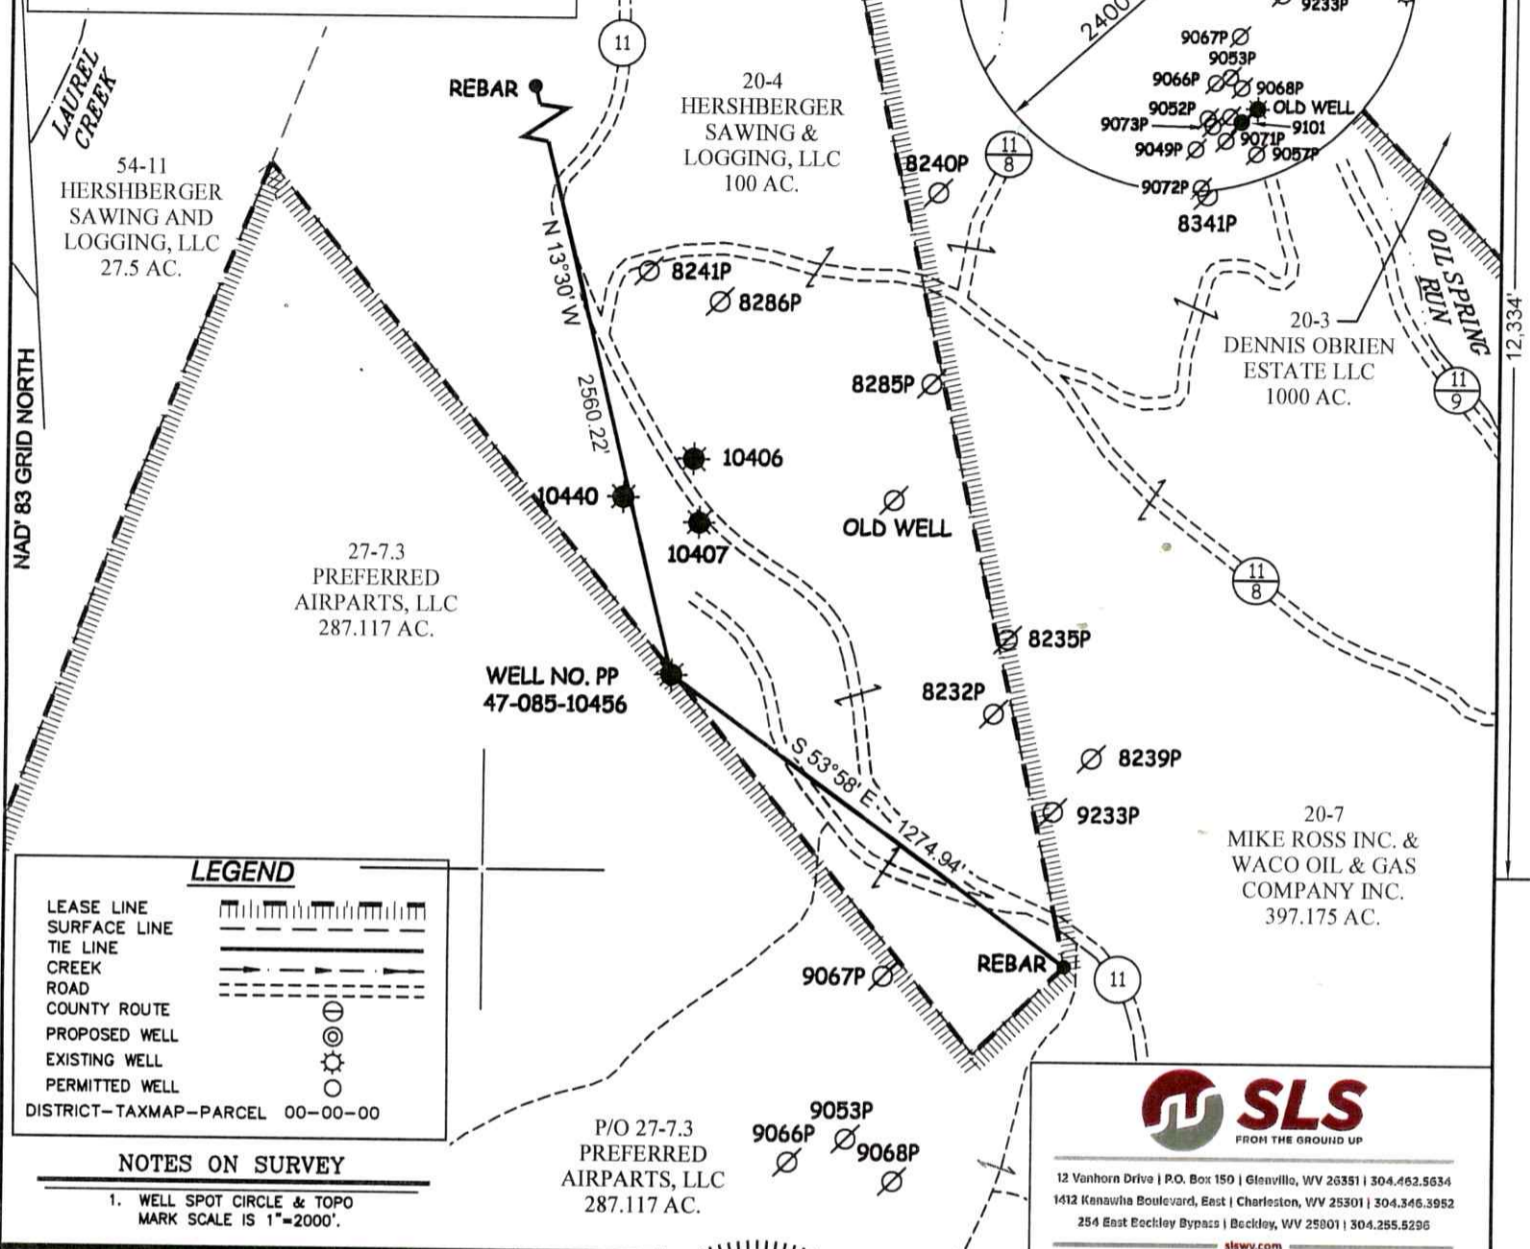 LAUREL
CREEK
11
REBAR
20-4
HERSHBERGER
SAWING &
LOGGING, LLC
100 AC.
54-11
HERSHBERGER
SAWING AND
LOGGING, LLC
27.5 AC.
2400
9233P
9067P
9053P
9066P
9068P
9052P
OLD WELL
9073P
9101
9071P
9049P
9057P
9072P
8341P
8240P
11
8
N 13°30' W
2560.22'
8241P
8286P
OIL SPRING
RUN
12,334'
20-3
DENNIS OBRIEN
ESTATE LLC
1000 AC.
11
9
8285P
NAD' 83 GRID NORTH
10406
10440
OLD WELL
10407
27-7.3
PREFERRED
AIRPARTS, LLC
287.117 AC.
11
8
8235P
WELL NO. PP
47-085-10456
8232P
S 53°58' E
1274.94'
8239P
9233P
20-7
MIKE ROSS INC. &
WACO OIL & GAS
COMPANY INC.
397.175 AC.
LEGEND
LEASE LINE
SURFACE LINE
TIE LINE
CREEK
ROAD
COUNTY ROUTE
PROPOSED WELL
EXISTING WELL
PERMITTED WELL
DISTRICT-TAXMAP-PARCEL 00-00-00
9067P
REBAR
11
NOTES ON SURVEY
1. WELL SPOT CIRCLE & TOPO
MARK SCALE IS 1"=2000'.
P/O 27-7.3
PREFERRED
AIRPARTS, LLC
287.117 AC.
9053P
9066P
9068P
SLS
FROM THE GROUND UP
12 Vanhorn Drive | P.O. Box 150 | Glenville, WV 26351 | 304.462.5634
1412 Kanawha Boulevard, East | Charleston, WV 25301 | 304.346.3952
254 East Beckley Bypass | Beckley, WV 25801 | 304.255.5296
slswv.com